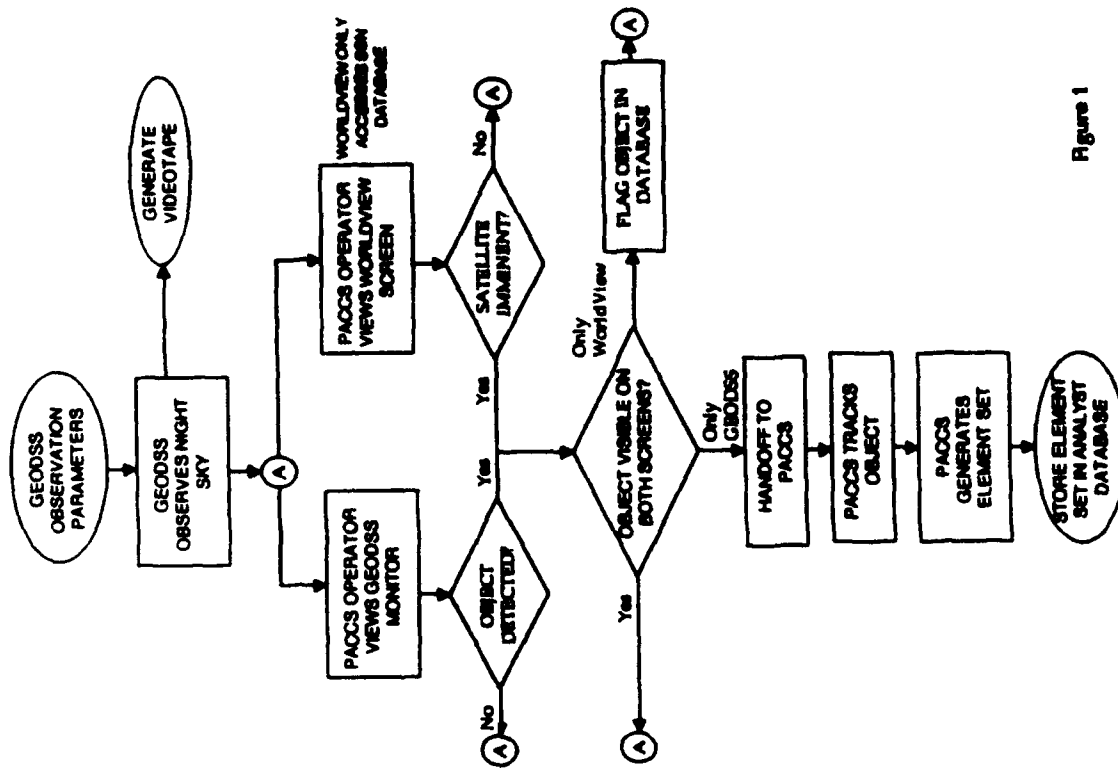 GEODSS
OBSERVATION
PARAMETERS
GEODSS
OBSERVES NIGHT
SKY
GENERATE
VIDEOTAPE
A
PACCS OPERATOR
VIEWS GEODSS
MONITOR
PACCS OPERATOR
VIEWS WORLDVIEW
SCREEN
WORLDVIEW ONLY
ACCESSES SSN
DATABASE
OBJECT
DETECTED?
No
A
Yes
SATELLITE
IMMINENT?
Yes
No
A
OBJECT VISIBLE ON
BOTH SCREENS?
Yes
A
Only
WorldView
FLAG OBJECT IN
DATABASE
A
Only
GEODSS
HANDOFF TO
PACCS
PACCS TRACKS
OBJECT
PACCS
GENERATES
ELEMENT SET
STORE ELEMENT
SET IN ANALYST
DATABASE
Figure 1